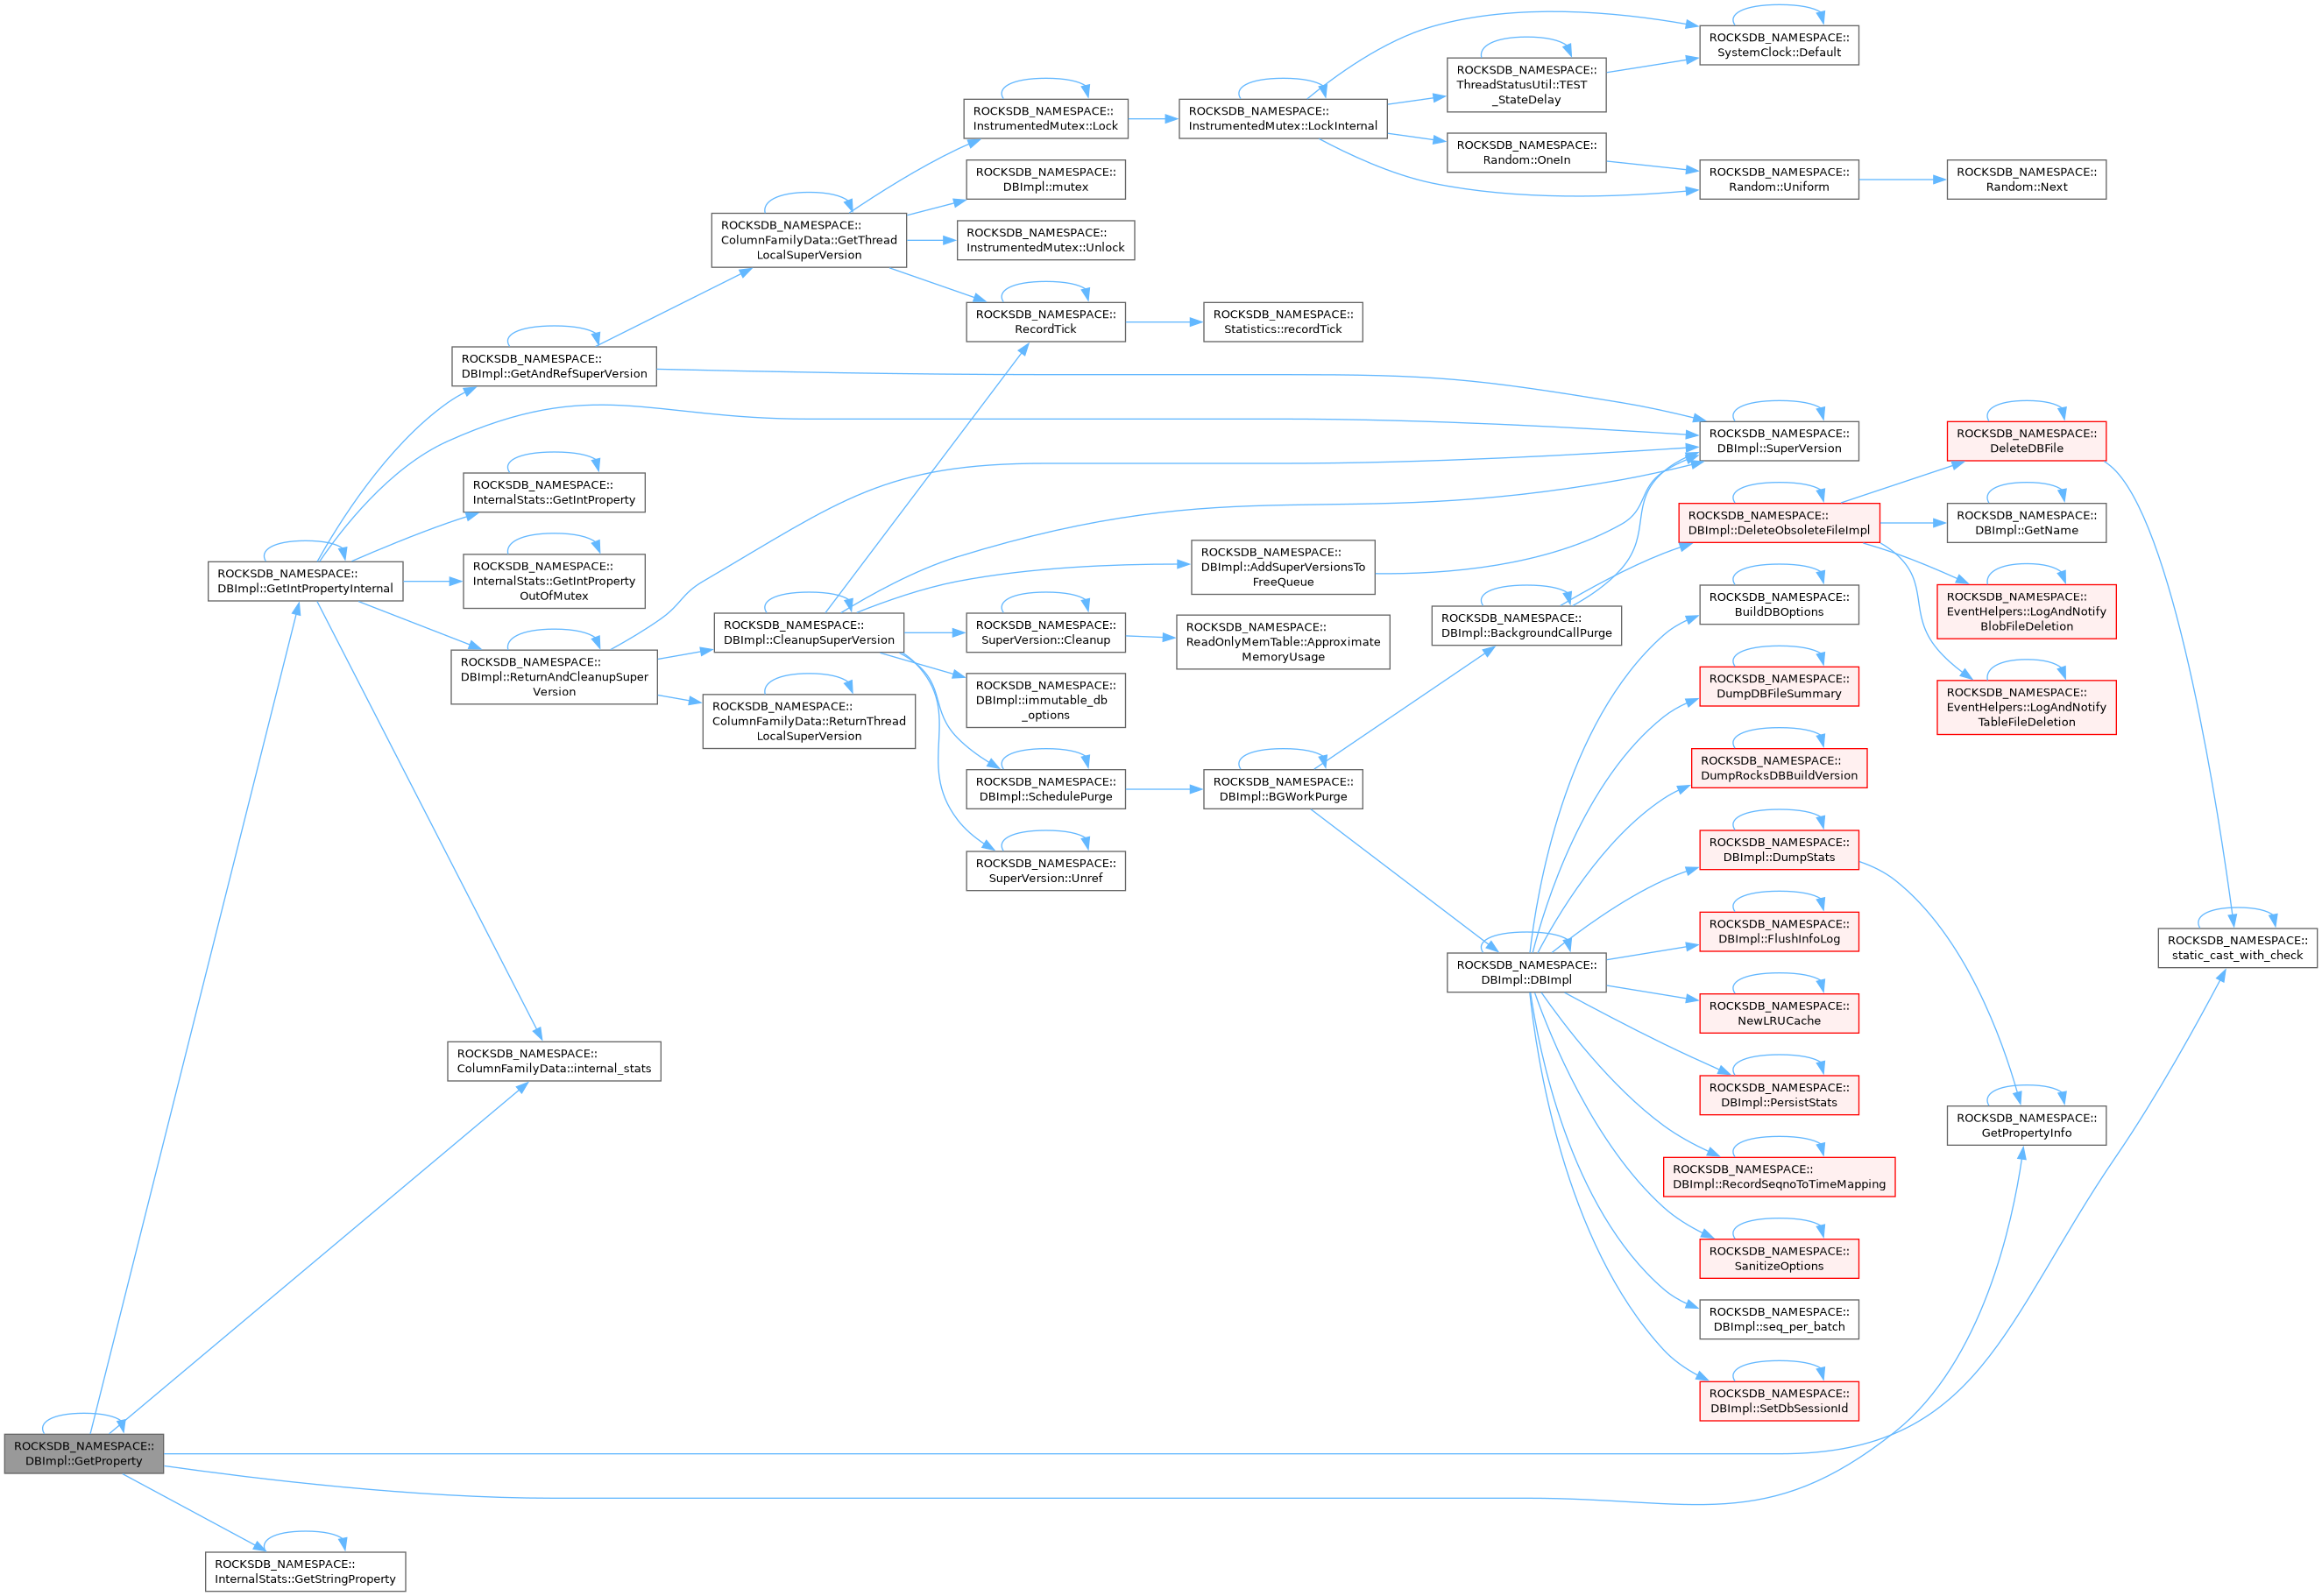 ROCKSDB_NAMESPACE::
SystemClock::Default
ROCKSDB_NAMESPACE::
ThreadStatusUtil::TEST
_StateDelay
ROCKSDB_NAMESPACE::
InstrumentedMutex::Lock
ROCKSDB_NAMESPACE::
InstrumentedMutex::LockInternal
ROCKSDB_NAMESPACE::
Random::OneIn
ROCKSDB_NAMESPACE::
DBImpl::mutex
ROCKSDB_NAMESPACE::
Random::Uniform
ROCKSDB_NAMESPACE::
Random::Next
ROCKSDB_NAMESPACE::
ColumnFamilyData::GetThread
LocalSuperVersion
ROCKSDB_NAMESPACE::
InstrumentedMutex::Unlock
ROCKSDB_NAMESPACE::
RecordTick
ROCKSDB_NAMESPACE::
Statistics::recordTick
ROCKSDB_NAMESPACE::
DBImpl::GetAndRefSuperVersion
ROCKSDB_NAMESPACE::
DBImpl::SuperVersion
ROCKSDB_NAMESPACE::
DeleteDBFile
ROCKSDB_NAMESPACE::
InternalStats::GetIntProperty
ROCKSDB_NAMESPACE::
DBImpl::DeleteObsoleteFileImpl
ROCKSDB_NAMESPACE::
DBImpl::GetName
ROCKSDB_NAMESPACE::
DBImpl::GetIntPropertyInternal
ROCKSDB_NAMESPACE::
InternalStats::GetIntProperty
OutOfMutex
ROCKSDB_NAMESPACE::
DBImpl::AddSuperVersionsTo
FreeQueue
ROCKSDB_NAMESPACE::
BuildDBOptions
ROCKSDB_NAMESPACE::
EventHelpers::LogAndNotify
BlobFileDeletion
ROCKSDB_NAMESPACE::
DBImpl::CleanupSuperVersion
ROCKSDB_NAMESPACE::
SuperVersion::Cleanup
ROCKSDB_NAMESPACE::
ReadOnlyMemTable::Approximate
MemoryUsage
ROCKSDB_NAMESPACE::
DBImpl::BackgroundCallPurge
ROCKSDB_NAMESPACE::
DBImpl::ReturnAndCleanupSuper
Version
ROCKSDB_NAMESPACE::
DumpDBFileSummary
ROCKSDB_NAMESPACE::
EventHelpers::LogAndNotify
TableFileDeletion
ROCKSDB_NAMESPACE::
ColumnFamilyData::ReturnThread
LocalSuperVersion
ROCKSDB_NAMESPACE::
DBImpl::immutable_db
_options
ROCKSDB_NAMESPACE::
DumpRocksDBBuildVersion
ROCKSDB_NAMESPACE::
DBImpl::SchedulePurge
ROCKSDB_NAMESPACE::
DBImpl::BGWorkPurge
ROCKSDB_NAMESPACE::
DBImpl::DumpStats
ROCKSDB_NAMESPACE::
SuperVersion::Unref
ROCKSDB_NAMESPACE::
DBImpl::FlushInfoLog
ROCKSDB_NAMESPACE::
static_cast_with_check
ROCKSDB_NAMESPACE::
DBImpl::DBImpl
ROCKSDB_NAMESPACE::
NewLRUCache
ROCKSDB_NAMESPACE::
ColumnFamilyData::internal_stats
ROCKSDB_NAMESPACE::
DBImpl::PersistStats
ROCKSDB_NAMESPACE::
GetPropertyInfo
ROCKSDB_NAMESPACE::
DBImpl::RecordSeqnoToTimeMapping
ROCKSDB_NAMESPACE::
SanitizeOptions
ROCKSDB_NAMESPACE::
DBImpl::seq_per_batch
ROCKSDB_NAMESPACE::
DBImpl::SetDbSessionId
ROCKSDB_NAMESPACE::
DBImpl::GetProperty
ROCKSDB_NAMESPACE::
InternalStats::GetStringProperty